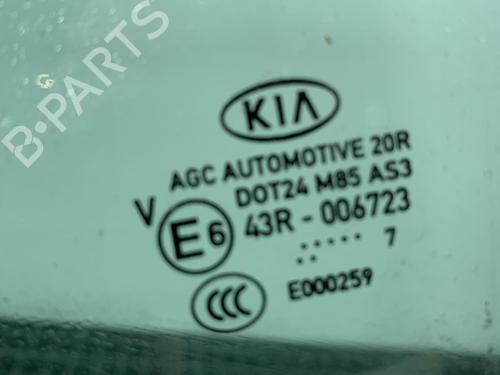 B-PARTS
KIA
AGC AUTOMOTIVE 20R
DOT24 M85 AS3
V
E6 43R - 006723
..:..... 7
CCC E000259